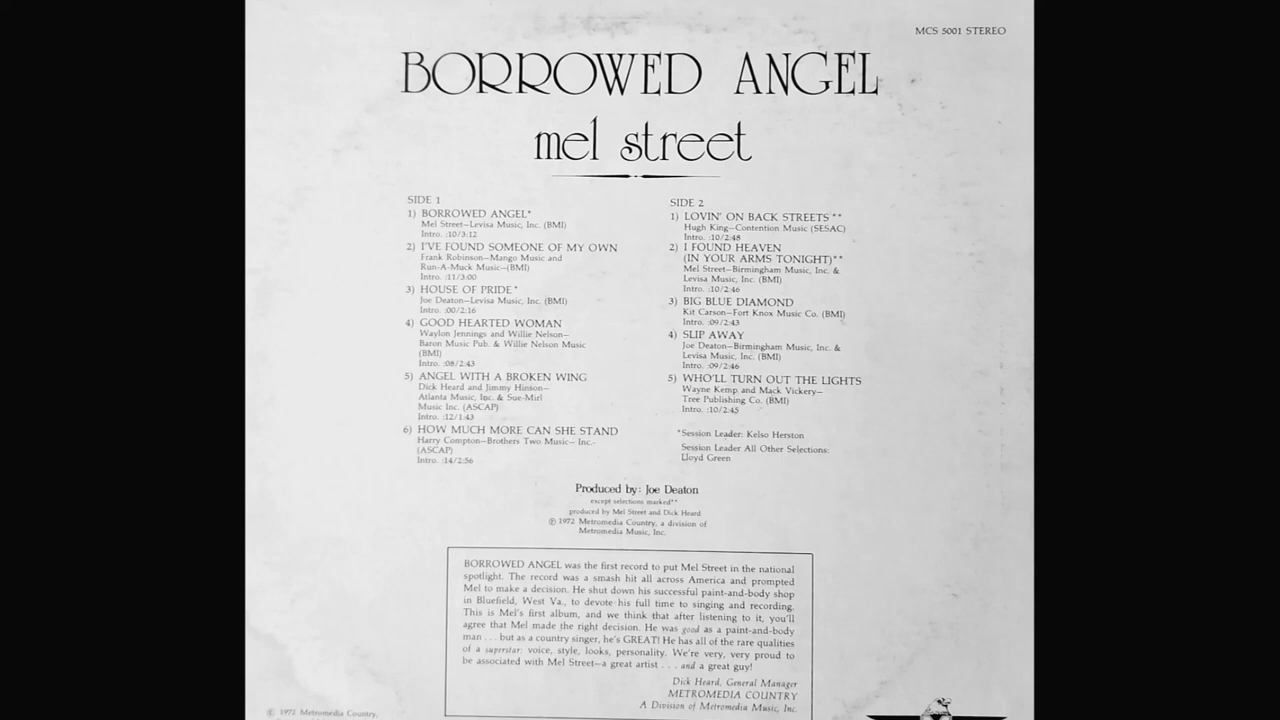 MCS 5001 STEREO
BORROWED ANGEL
mel street
SIDE 1
1) BORROWED ANGEL*
Mel Street—Levisa Music, Inc. (BMI)
Intro. :10/3:12
2) I'VE FOUND SOMEONE OF MY OWN
Frank Robinson—Mango Music and
Run-A-Muck Music—(BMI)
Intro. :11/3:00
3) HOUSE OF PRIDE*
Joe Deaton—Levisa Music, Inc. (BMI)
Intro. :00/2:16
4) GOOD HEARTED WOMAN
Waylon Jennings and Willie Nelson—
Baron Music Pub. & Willie Nelson Music
(BMI)
Intro. :08/2:43
5) ANGEL WITH A BROKEN WING
Dick Heard and Jimmy Hinson—
Atlanta Music, Inc. & Sue-Mirl
Music Inc. (ASCAP)
Intro. :12/1:43
6) HOW MUCH MORE CAN SHE STAND
Harry Compton—Brothers Two Music— Inc.-
(ASCAP)
Intro. :14/2:56
SIDE 2
1) LOVIN' ON BACK STREETS **
Hugh King—Contention Music (SESAC)
Intro. :10/2:48
2) I FOUND HEAVEN
(IN YOUR ARMS TONIGHT)**
Mel Street—Birmingham Music, Inc. &
Levisa Music, Inc. (BMI)
Intro. :10/2:46
3) BIG BLUE DIAMOND
Kit Carson—Fort Knox Music Co. (BMI)
Intro. :09/2:43
4) SLIP AWAY
Joe Deaton—Birmingham Music, Inc. &
Levisa Music, Inc. (BMI)
Intro. :09/2:46
5) WHO'LL TURN OUT THE LIGHTS
Wayne Kemp and Mack Vickery—
Tree Publishing Co. (BMI)
Intro. :10/2:45
*Session Leader: Kelso Herston
Session Leader All Other Selections:
Lloyd Green
Produced by: Joe Deaton
except selections marked**
produced by Mel Street and Dick Heard
℗ 1972 Metromedia Country, a division of
Metromedia Music, Inc.
BORROWED ANGEL was the first record to put Mel Street in the national
spotlight. The record was a smash hit all across America and prompted
Mel to make a decision. He shut down his successful paint-and-body shop
in Bluefield, West Va., to devote his full time to singing and recording.
This is Mel's first album, and we think that after listening to it, you'll
agree that Mel made the right decision. He was good as a paint-and-body
man . . . but as a country singer, he's GREAT! He has all of the rare qualities
of a superstar: voice, style, looks, personality. We're very, very proud to
be associated with Mel Street—a great artist . . . and a great guy!
Dick Heard, General Manager
METROMEDIA COUNTRY
A Division of Metromedia Music, Inc.
© 1972 Metromedia Country,